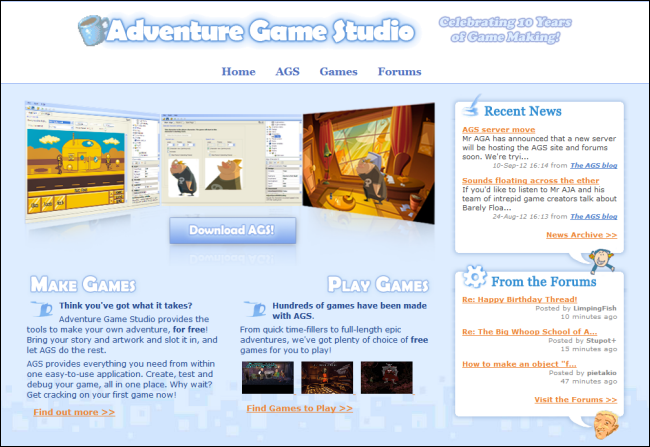 Adventure Game Studio
Celebrating 10 Years
of Game Making!
Home
AGS
Games
Forums
Download AGS!
Make Games
Think you've got what it takes?
Adventure Game Studio provides the
tools to make your own adventure, for free!
Bring your story and artwork and slot it in, and
let AGS do the rest.
AGS provides everything you need from within
one easy-to-use application. Create, test and
debug your game, all in one place. Why wait?
Get cracking on your first game now!
Find out more >>
Play Games
Hundreds of games have been made
with AGS.
From quick time-fillers to full-length epic
adventures, we've got plenty of choice of free
games for you to play!
Find Games to Play >>
Recent News
AGS server move
Mr AGA has announced that a new server
will be hosting the AGS site and forums
soon. We're tryi...
10-Sep-12 16:14 from The AGS blog
Sounds floating across the ether
If you'd like to listen to Mr AJA and his
team of intrepid game creators talk about
Barely Floa...
24-Aug-12 16:13 from The AGS blog
News Archive >>
From the Forums
Re: Happy Birthday Thread!
Posted by LimpingFish
10 minutes ago
Re: The Big Whoop School of A...
Posted by Stupot+
15 minutes ago
How to make an object "f...
Posted by pietakio
47 minutes ago
Visit the Forums >>